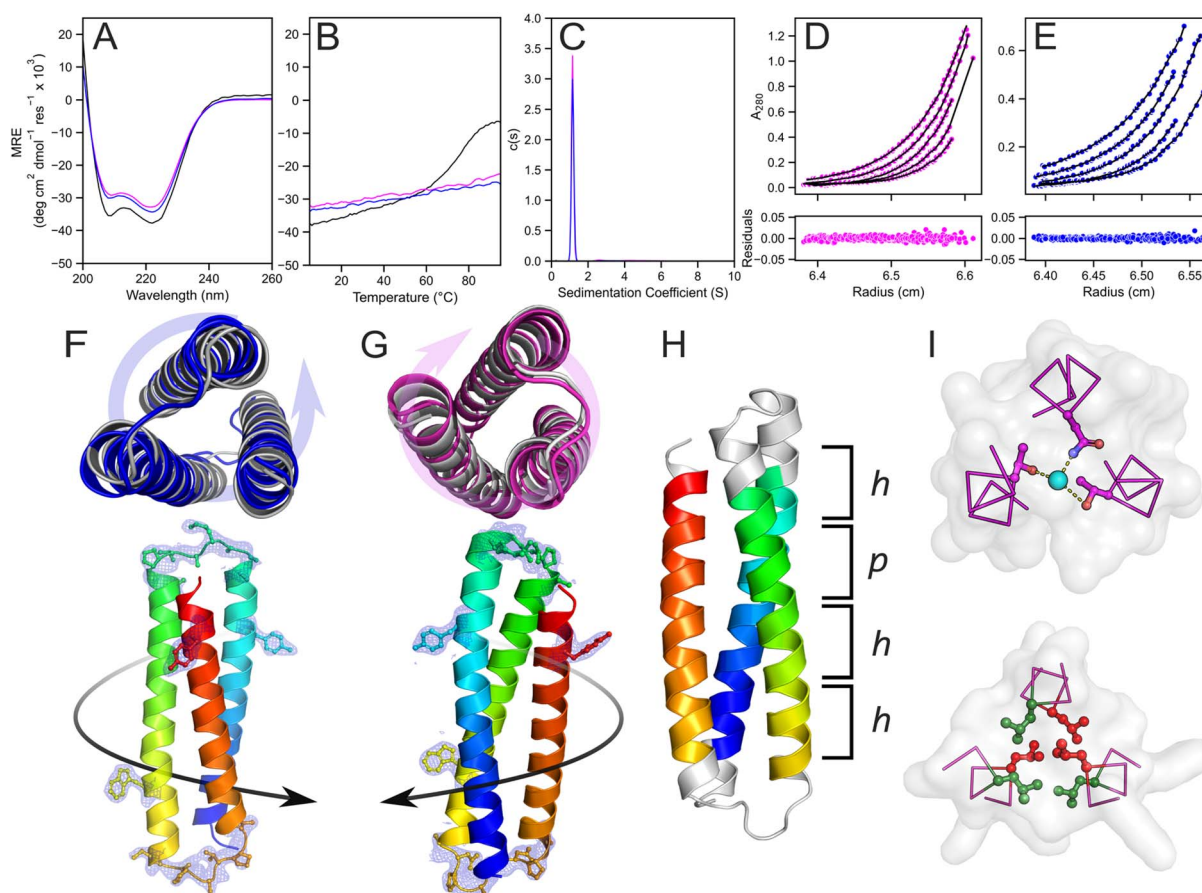 A
20
10
0
−10
−20
−30
−40
−50
200
220
240
260
MRE
(deg cm² dmol⁻¹ res⁻¹ x 10³)
Wavelength (nm)
B
20
10
0
−10
−20
−30
−40
−50
20
40
60
80
Temperature (°C)
C
4.0
3.5
3.0
2.5
2.0
1.5
1.0
0.5
0.0
0
2
4
6
8
10
c(s)
Sedimentation Coefficient (S)
D
1.2
1.0
0.8
0.6
0.4
0.2
0.0
A₂₈₀
0.05
0.00
−0.05
Residuals
6.4
6.5
6.6
Radius (cm)
E
0.6
0.4
0.2
0.05
0.00
−0.05
6.40
6.45
6.50
6.55
Radius (cm)
F
G
H
h
p
h
h
I